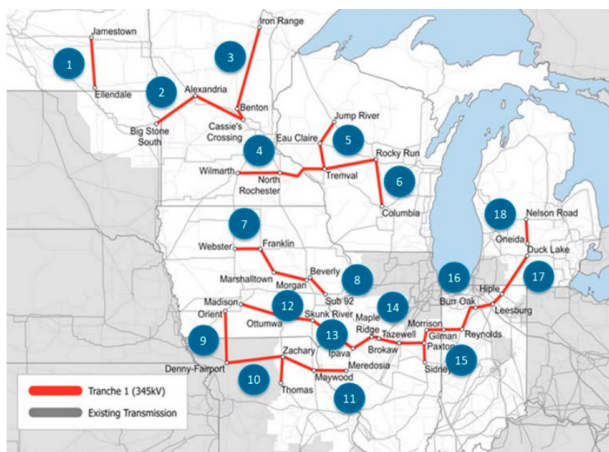 Iron Range
Jamestown
3
1
2
Ellendale
Alexandria
Benton
Jump River
Big Stone
South
Cassie's
Crossing
Eau Claire
5
Rocky Run
4
Wilmarth
North
Rochester
Tremval
6
Columbia
18
Nelson Road
Oneida
7
Webster
Franklin
Duck Lake
Marshalltown
Beverly
Morgan
8
16
Hiple
17
Sub 92
Madison
12
14
Burr Oak
Leesburg
Orient
Skunk River
Maple
Ridge
Ottumwa
13
Morrison
Reynolds
Tazewell
Gilman
9
Zachary
Ipava
Brokaw
Paxton
Sidney
15
Denny-Fairport
10
Maywood
Meredosia
Thomas
11
Tranche 1 (345kV)
Existing Transmission